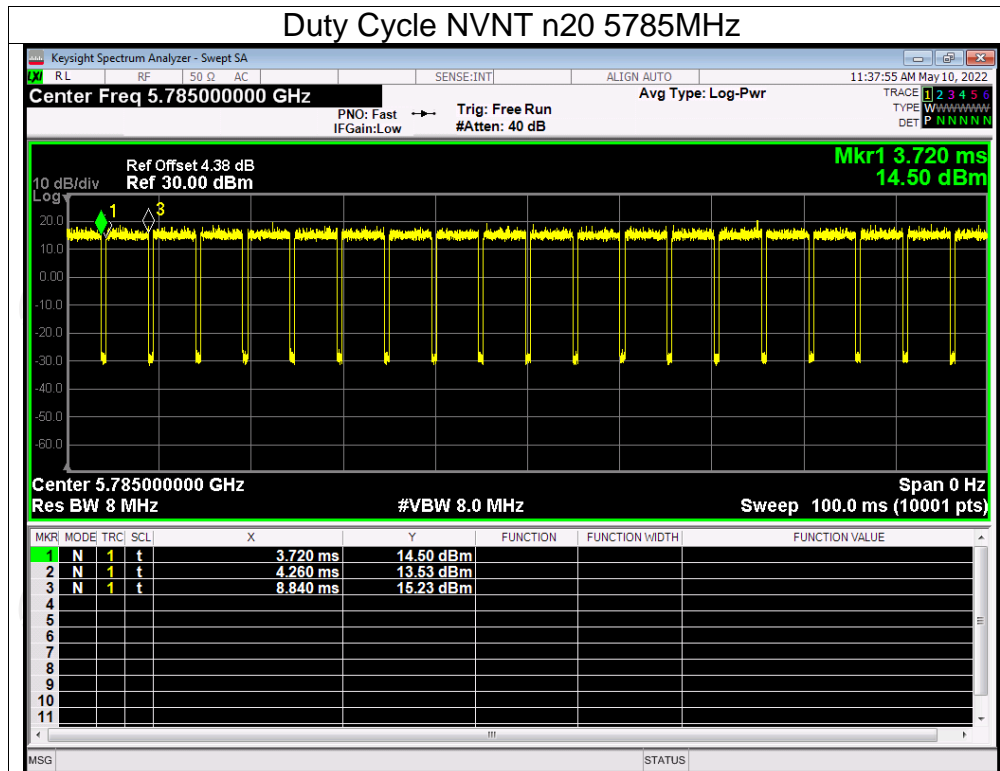 Duty Cycle NVNT n20 5785MHz
Keysight Spectrum Analyzer - Swept SA
LXI RL RF 50 Ω AC SENSE:INT ALIGN AUTO 11:37:55 AM May 10, 2022
Center Freq 5.785000000 GHz Avg Type: Log-Pwr TRACE 1 2 3 4 5 6
PNO: Fast Trig: Free Run TYPE WWWWWW
IFGain:Low #Atten: 40 dB DET P N N N N N
Mkr1 3.720 ms
Ref Offset 4.38 dB
10 dB/div Ref 30.00 dBm 14.50 dBm
Log
1 3
20.0
10.0
0.00
-10.0
-20.0
-30.0
-40.0
-50.0
-60.0
Center 5.785000000 GHz Span 0 Hz
Res BW 8 MHz #VBW 8.0 MHz Sweep 100.0 ms (10001 pts)
MKR MODE TRC SCL X Y FUNCTION FUNCTION WIDTH FUNCTION VALUE
1 N 1 t 3.720 ms 14.50 dBm
2 N 1 t 4.260 ms 13.53 dBm
3 N 1 t 8.840 ms 15.23 dBm
4
5
6
7
8
9
10
11
MSG STATUS